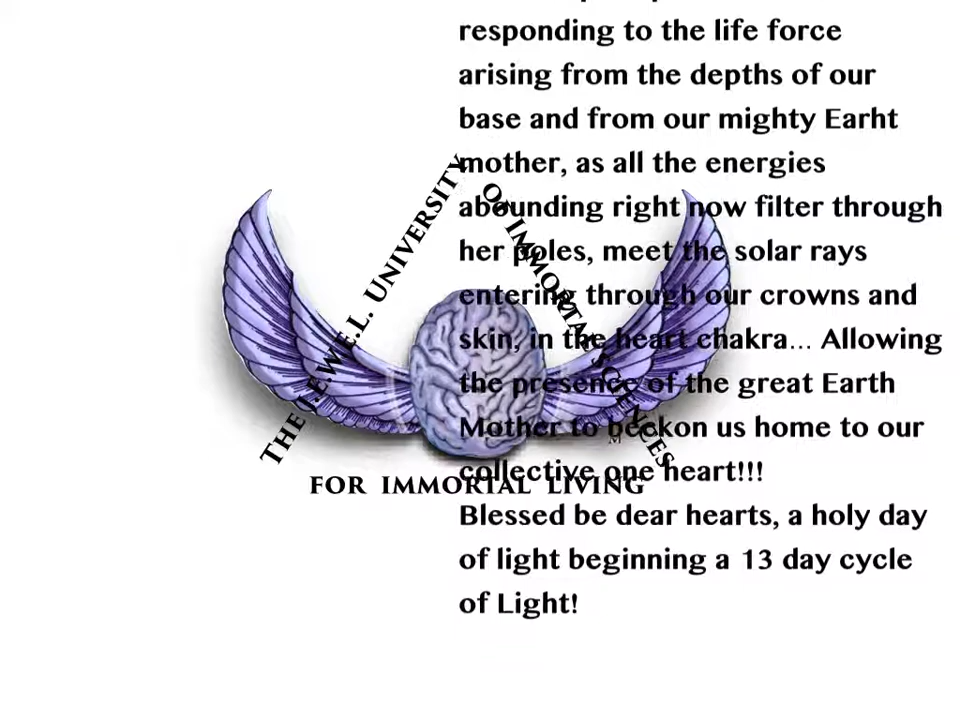 responding to the life force
arising from the depths of our
base and from our mighty Earht
mother, as all the energies
abounding right now filter through
her poles, meet the solar rays
entering through our crowns and
skin, in the heart chakra... Allowing
the presence of the great Earth
Mother to beckon us home to our
collective one heart!!!
Blessed be dear hearts, a holy day
of light beginning a 13 day cycle
of Light!
THE J.E.W.E.L. UNIVERSITY
OF IMMORTAL SCIENCES
FOR IMMORTAL LIVING